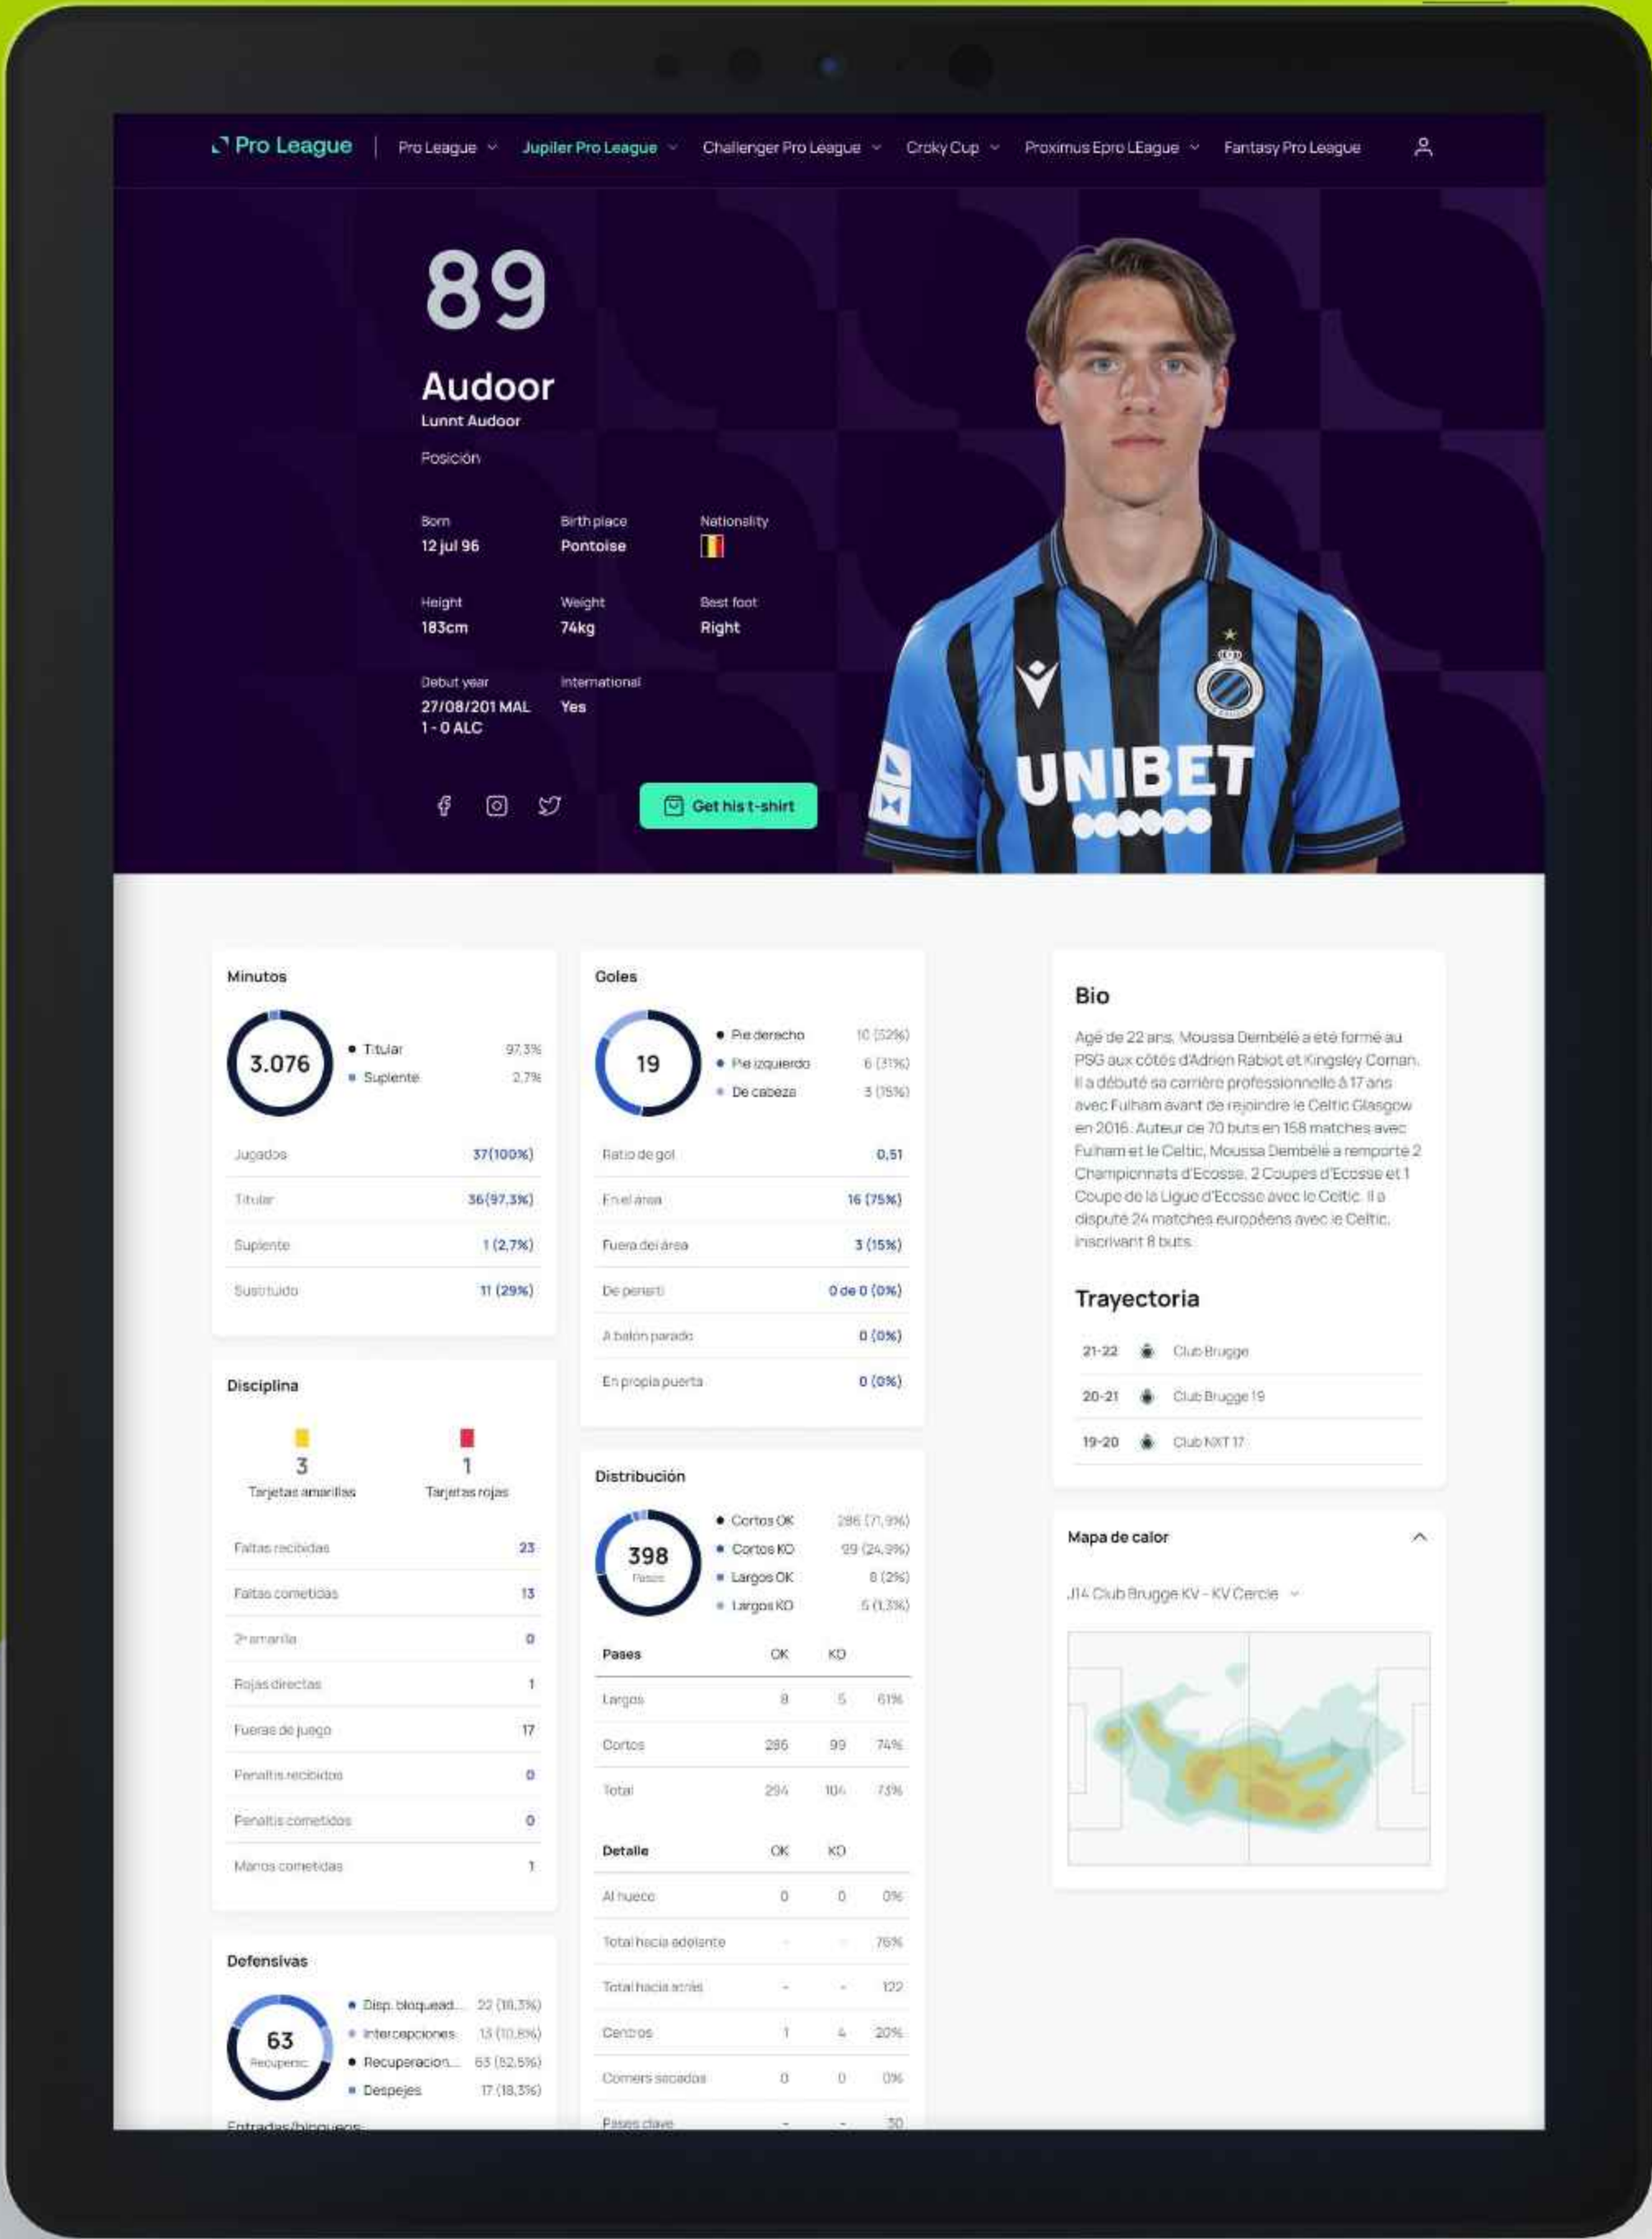 Pro League
Pro League
Jupiler Pro League
Challenger Pro League
Croky Cup
Proximus Epro LEague
Fantasy Pro League
89
Audoor
Lunnt Audoor
Posición
Born Birth place Nationality
12 jul 96 Pontoise
Height Weight Best foot
183cm 74kg Right
Debut year International
27/08/201 MAL Yes
1 - 0 ALC
Get his t-shirt
UNIBET
Minutos
3.076
Titular 97,3%
Suplente 2,7%
Jugados 37(100%)
Titular 36(97,3%)
Suplente 1 (2,7%)
Sustituido 11 (29%)
Disciplina
3 1
Tarjetas amarillas Tarjetas rojas
Faltas recibidas 23
Faltas cometidas 13
2ª amarilla 0
Rojas directas 1
Fueras de juego 17
Penaltis recibidos 0
Penaltis cometidos 0
Manos cometidas 1
Defensivas
63
Recuperac.
Disp. bloquead... 22 (18,3%)
Intercepciones 13 (10,8%)
Recuperacion... 63 (52,5%)
Despejes 17 (18,3%)
Entradas/bloqueos:
Goles
19
Pie derecho 10 (52%)
Pie izquierdo 6 (31%)
De cabeza 3 (15%)
Ratio de gol 0,51
En el área 16 (75%)
Fuera del área 3 (15%)
De penalti 0 de 0 (0%)
A balón parado 0 (0%)
En propia puerta 0 (0%)
Distribución
398
Pases
Cortos OK 286 (71,9%)
Cortos KO 99 (24,9%)
Largos OK 8 (2%)
Largos KO 5 (1,3%)
Pases OK KO
Largos 8 5 61%
Cortos 286 99 74%
Total 294 104 73%
Detalle OK KO
Al hueco 0 0 0%
Total hacia adelante - - 76%
Total hacia atrás - - 122
Centros 1 4 20%
Corners sacados 0 0 0%
Pases clave - - 30
Bio
Agé de 22 ans, Moussa Dembélé a été formé au
PSG aux côtés d'Adrien Rabiot et Kingsley Coman.
Il a débuté sa carrière professionnelle à 17 ans
avec Fulham avant de rejoindre le Celtic Glasgow
en 2016. Auteur de 70 buts en 158 matches avec
Fulham et le Celtic, Moussa Dembélé a remporté 2
Championnats d'Ecosse, 2 Coupes d'Ecosse et 1
Coupe de la Ligue d'Ecosse avec le Celtic. Il a
disputé 24 matches européens avec le Celtic,
inscrivant 8 buts.
Trayectoria
21-22 Club Brugge
20-21 Club Brugge 19
19-20 Club NXT 17
Mapa de calor
J14 Club Brugge KV - KV Cercle